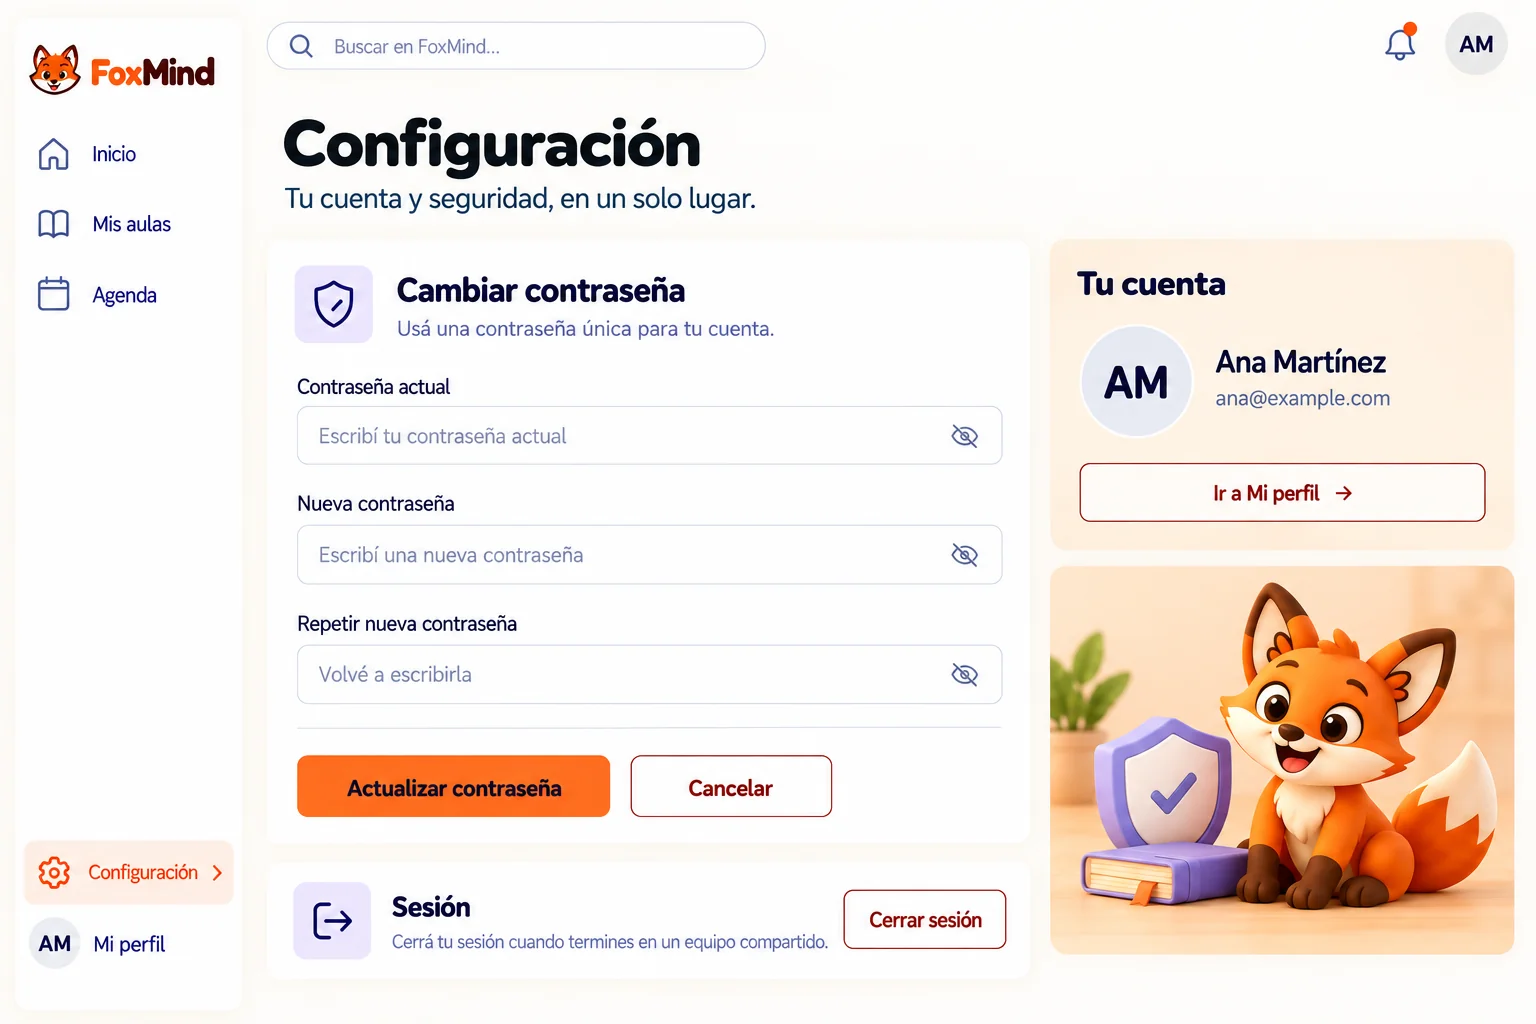 FoxMind
Inicio
Mis aulas
Agenda
Configuración
AM
Mi perfil
Buscar en FoxMind...
AM
Configuración
Tu cuenta y seguridad, en un solo lugar.
Cambiar contraseña
Usá una contraseña única para tu cuenta.
Contraseña actual
Escribí tu contraseña actual
Nueva contraseña
Escribí una nueva contraseña
Repetir nueva contraseña
Volvé a escribirla
Actualizar contraseña
Cancelar
Sesión
Cerrá tu sesión cuando termines en un equipo compartido.
Cerrar sesión
Tu cuenta
AM
Ana Martínez
ana@example.com
Ir a Mi perfil →